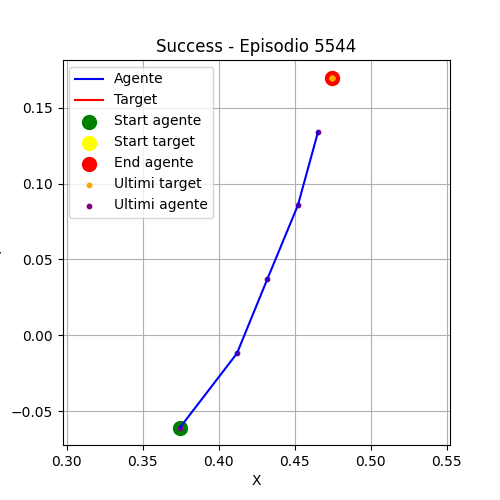 Success - Episodio 5544
Agente
Target
Start agente
Start target
End agente
Ultimi target
Ultimi agente
0.15
0.10
0.05
0.00
−0.05
0.30 0.35 0.40 0.45 0.50 0.55
X